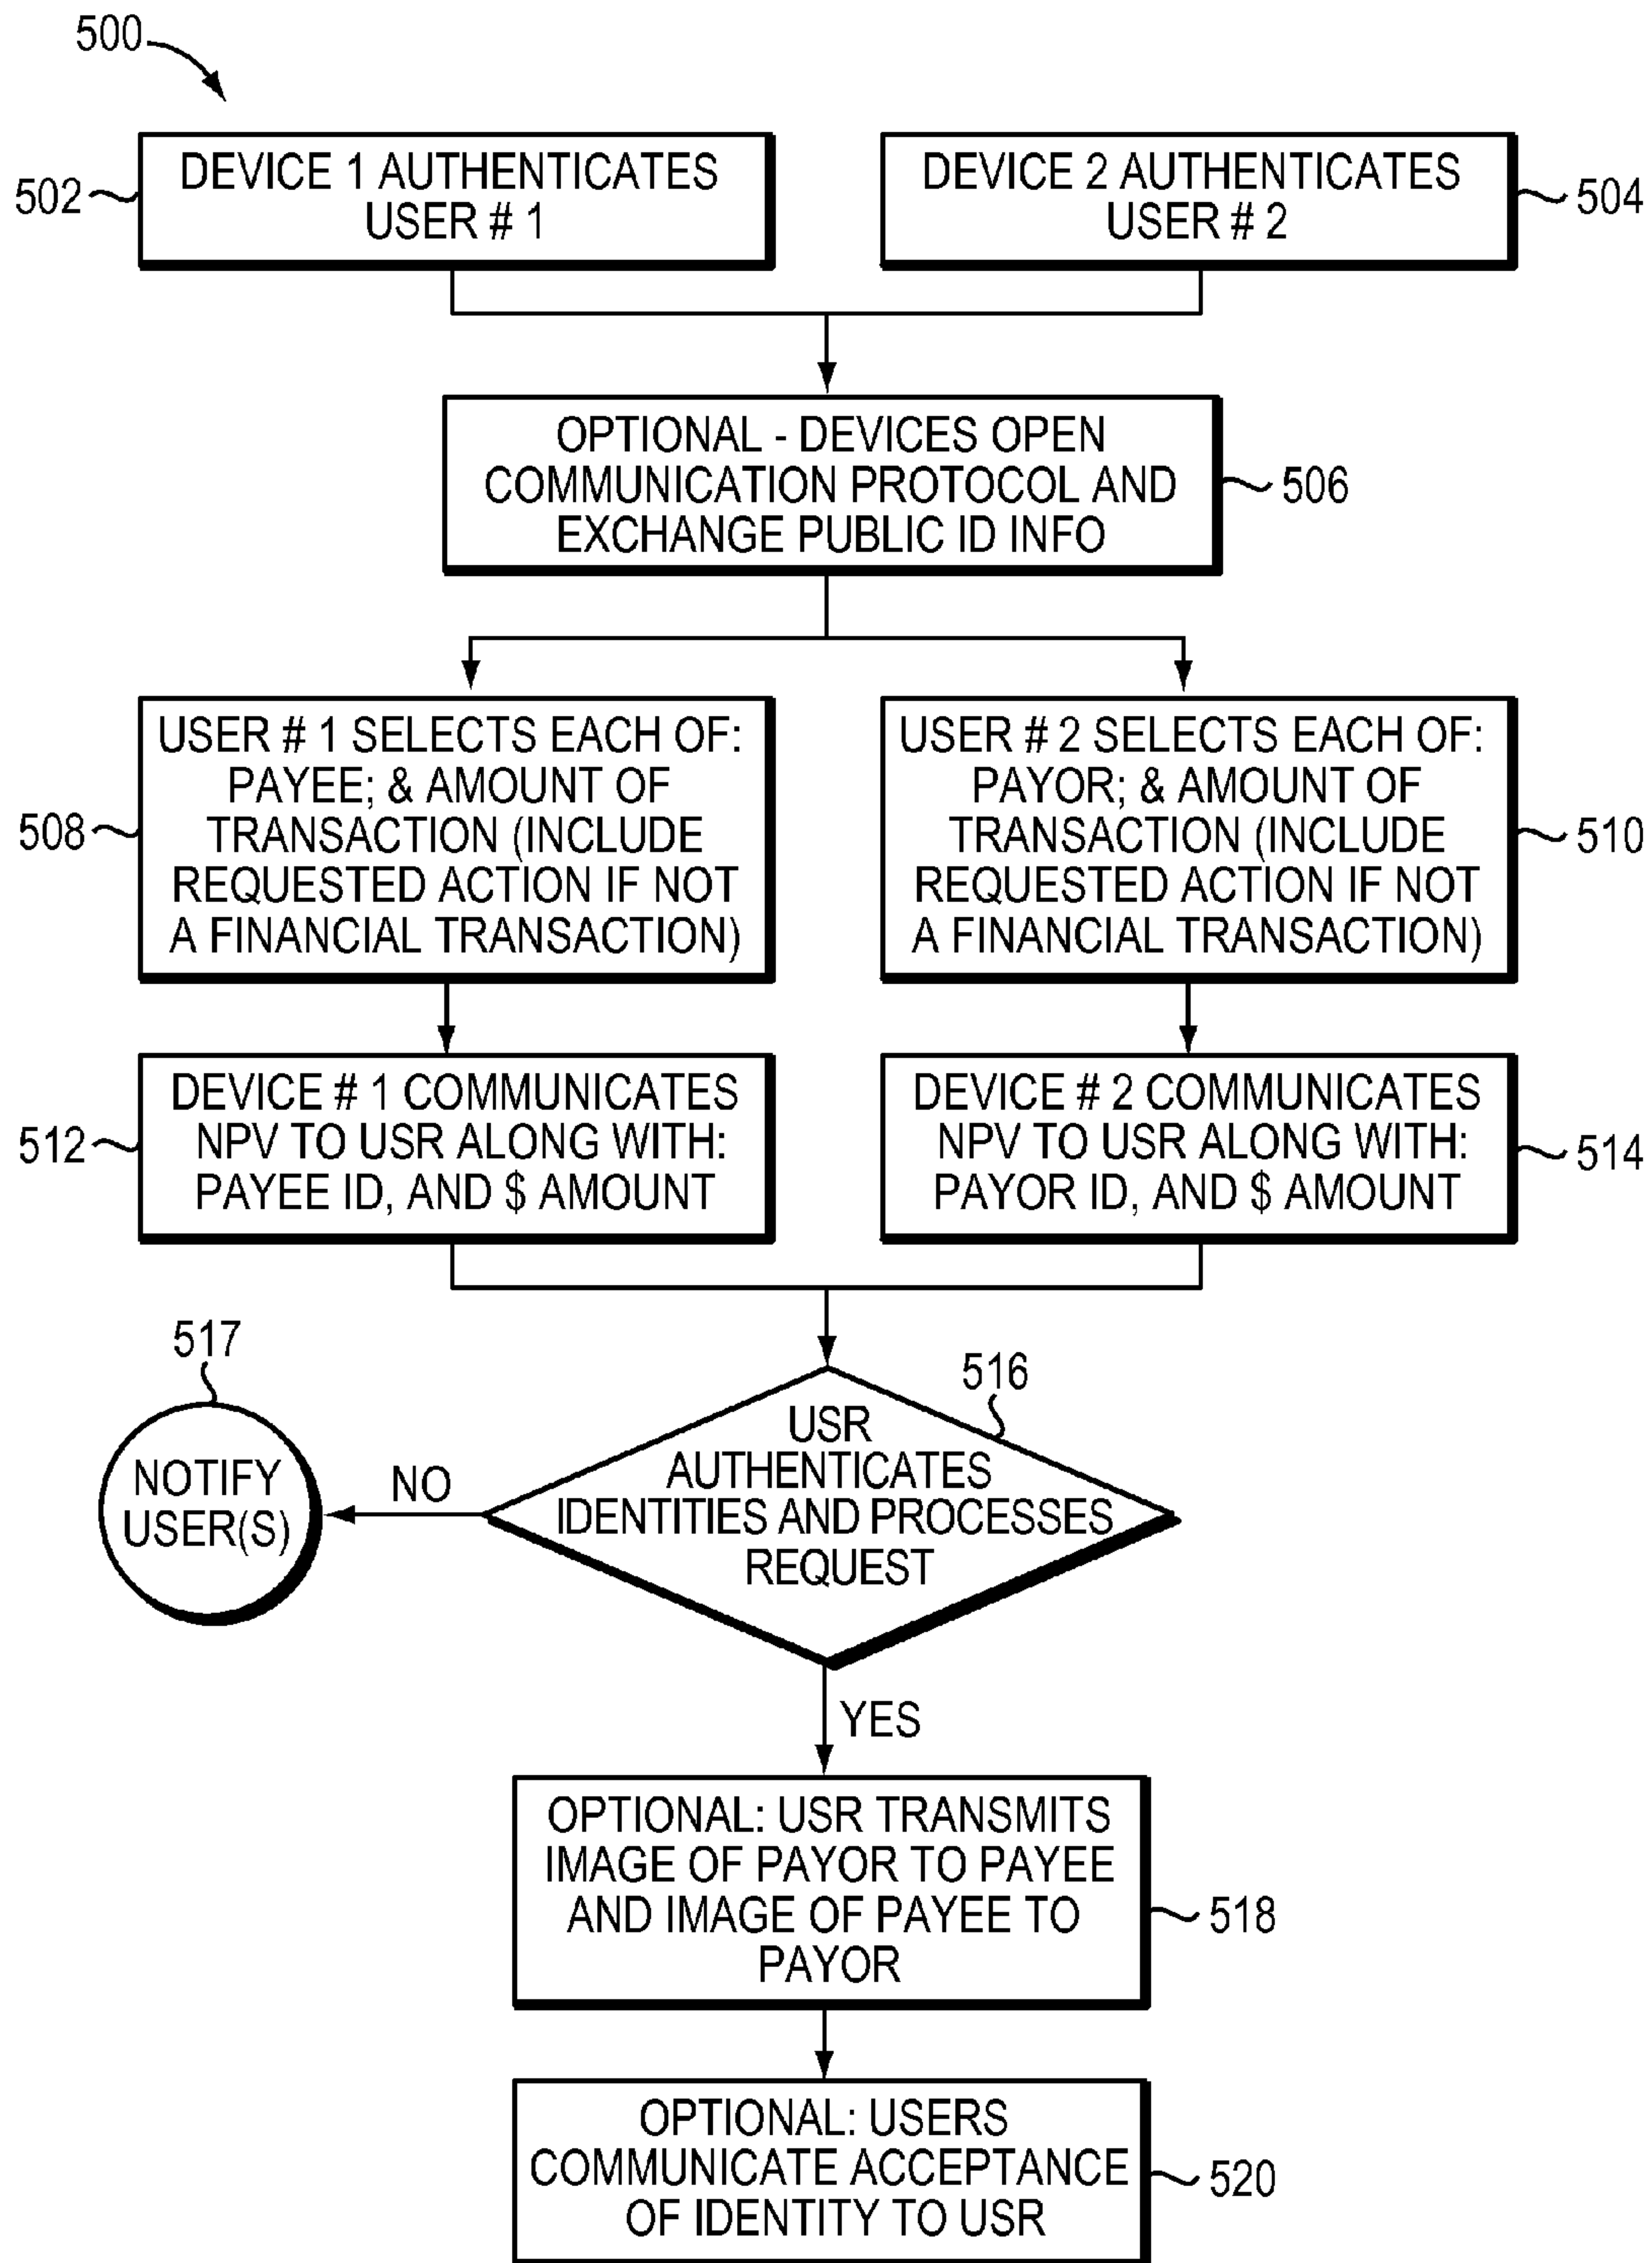 500
DEVICE 1 AUTHENTICATES
USER # 1
502
DEVICE 2 AUTHENTICATES
USER # 2
504
OPTIONAL - DEVICES OPEN
COMMUNICATION PROTOCOL AND
EXCHANGE PUBLIC ID INFO
506
USER # 1 SELECTS EACH OF:
PAYEE; & AMOUNT OF
TRANSACTION (INCLUDE
REQUESTED ACTION IF NOT
A FINANCIAL TRANSACTION)
508
USER # 2 SELECTS EACH OF:
PAYOR; & AMOUNT OF
TRANSACTION (INCLUDE
REQUESTED ACTION IF NOT
A FINANCIAL TRANSACTION)
510
DEVICE # 1 COMMUNICATES
NPV TO USR ALONG WITH:
PAYEE ID, AND $ AMOUNT
512
DEVICE # 2 COMMUNICATES
NPV TO USR ALONG WITH:
PAYOR ID, AND $ AMOUNT
514
517
NOTIFY
USER(S)
NO
516
USR
AUTHENTICATES
IDENTITIES AND PROCESSES
REQUEST
YES
OPTIONAL: USR TRANSMITS
IMAGE OF PAYOR TO PAYEE
AND IMAGE OF PAYEE TO
PAYOR
518
OPTIONAL: USERS
COMMUNICATE ACCEPTANCE
OF IDENTITY TO USR
520